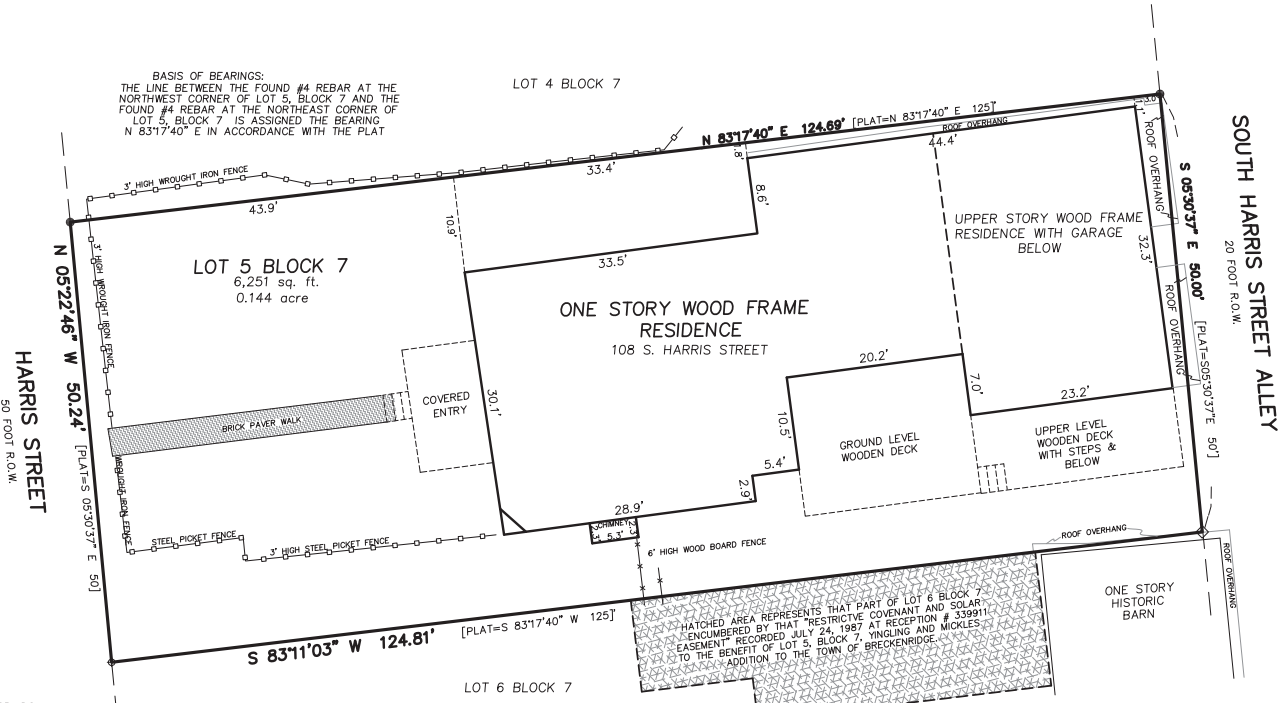 BASIS OF BEARINGS:
THE LINE BETWEEN THE FOUND #4 REBAR AT THE
NORTHWEST CORNER OF LOT 5, BLOCK 7 AND THE
FOUND #4 REBAR AT THE NORTHEAST CORNER OF
LOT 5, BLOCK 7 IS ASSIGNED THE BEARING
N 83°17'40" E IN ACCORDANCE WITH THE PLAT
LOT 4 BLOCK 7
N 83°17'40" E 124.69' [PLAT=N 83°17'40" E 125]'
ROOF OVERHANG
44.4'
1.8'
3.0'
1.1'
ROOF OVERHANG
3' HIGH WROUGHT IRON FENCE
43.9'
33.4'
8.6'
10.9'
33.5'
SOUTH HARRIS STREET ALLEY
20 FOOT R.O.W.
S 05°30'37" E 50.00'
[PLAT=S05°30'37"E 50']
UPPER STORY WOOD FRAME
RESIDENCE WITH GARAGE
BELOW
32.3'
ROOF OVERHANG
LOT 5 BLOCK 7
6,251 sq. ft.
0.144 acre
3' HIGH WROUGHT IRON FENCE
N 05°22'46" W 50.24'
[PLAT=S 05°30'37" E 50]
HARRIS STREET
50 FOOT R.O.W.
ONE STORY WOOD FRAME
RESIDENCE
108 S. HARRIS STREET
COVERED
ENTRY
30.1'
BRICK PAVER WALK
WROUGHT IRON FENCE
20.2'
7.0'
23.2'
10.5'
5.4'
2.9'
GROUND LEVEL
WOODEN DECK
UPPER LEVEL
WOODEN DECK
WITH STEPS &
BELOW
28.9'
CHIMNEY
2.3'
5.3'
2.3'
STEEL PICKET FENCE
3' HIGH STEEL PICKET FENCE
6' HIGH WOOD BOARD FENCE
ROOF OVERHANG
ROOF OVERHANG
ONE STORY
HISTORIC
BARN
HATCHED AREA REPRESENTS THAT PART OF LOT 6 BLOCK 7
ENCUMBERED BY THAT "RESTRICTIVE COVENANT AND SOLAR
EASEMENT" RECORDED JULY 24, 1987 AT RECEPTION # 339911
TO THE BENEFIT OF LOT 5, BLOCK 7, YINGLING AND MICKLES
ADDITION TO THE TOWN OF BRECKENRIDGE.
S 83°11'03" W 124.81' [PLAT=S 83°17'40" W 125]'
LOT 6 BLOCK 7